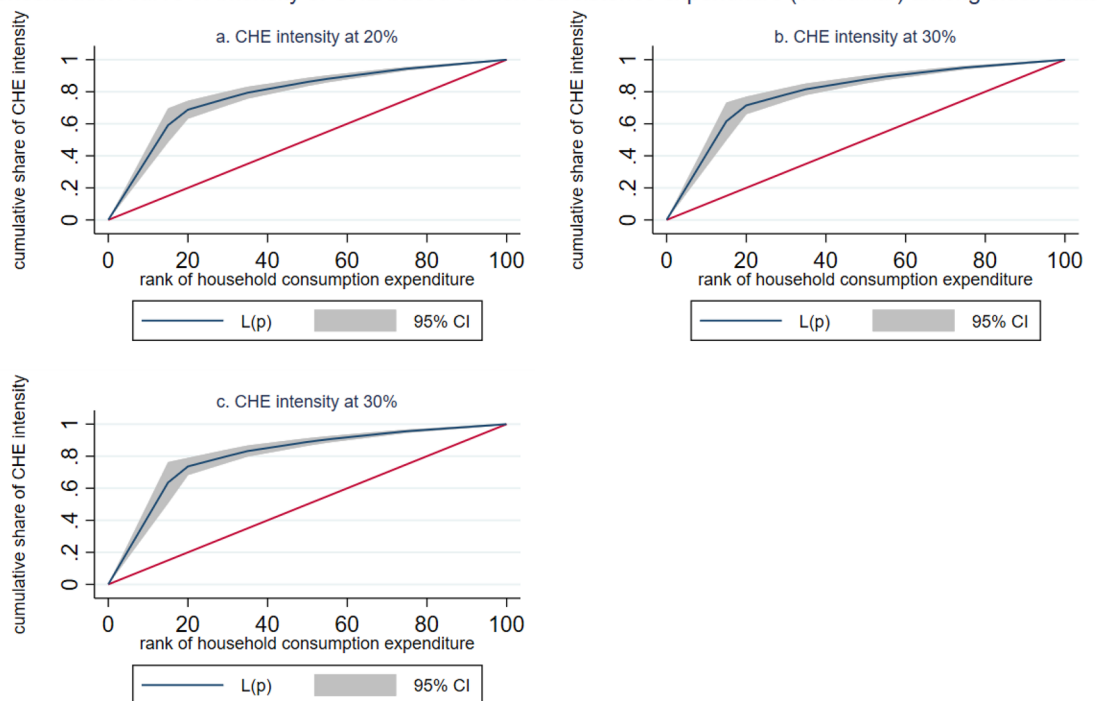 a. CHE intensity at 20%
cumulative share of CHE intensity
1
.8
.6
.4
.2
0
0 20 40 60 80 100
rank of household consumption expenditure
L(p) 95% CI
b. CHE intensity at 30%
cumulative share of CHE intensity
1
.8
.6
.4
.2
0
0 20 40 60 80 100
rank of household consumption expenditure
L(p) 95% CI
c. CHE intensity at 30%
cumulative share of CHE intensity
1
.8
.6
.4
.2
0
0 20 40 60 80 100
rank of household consumption expenditure
L(p) 95% CI